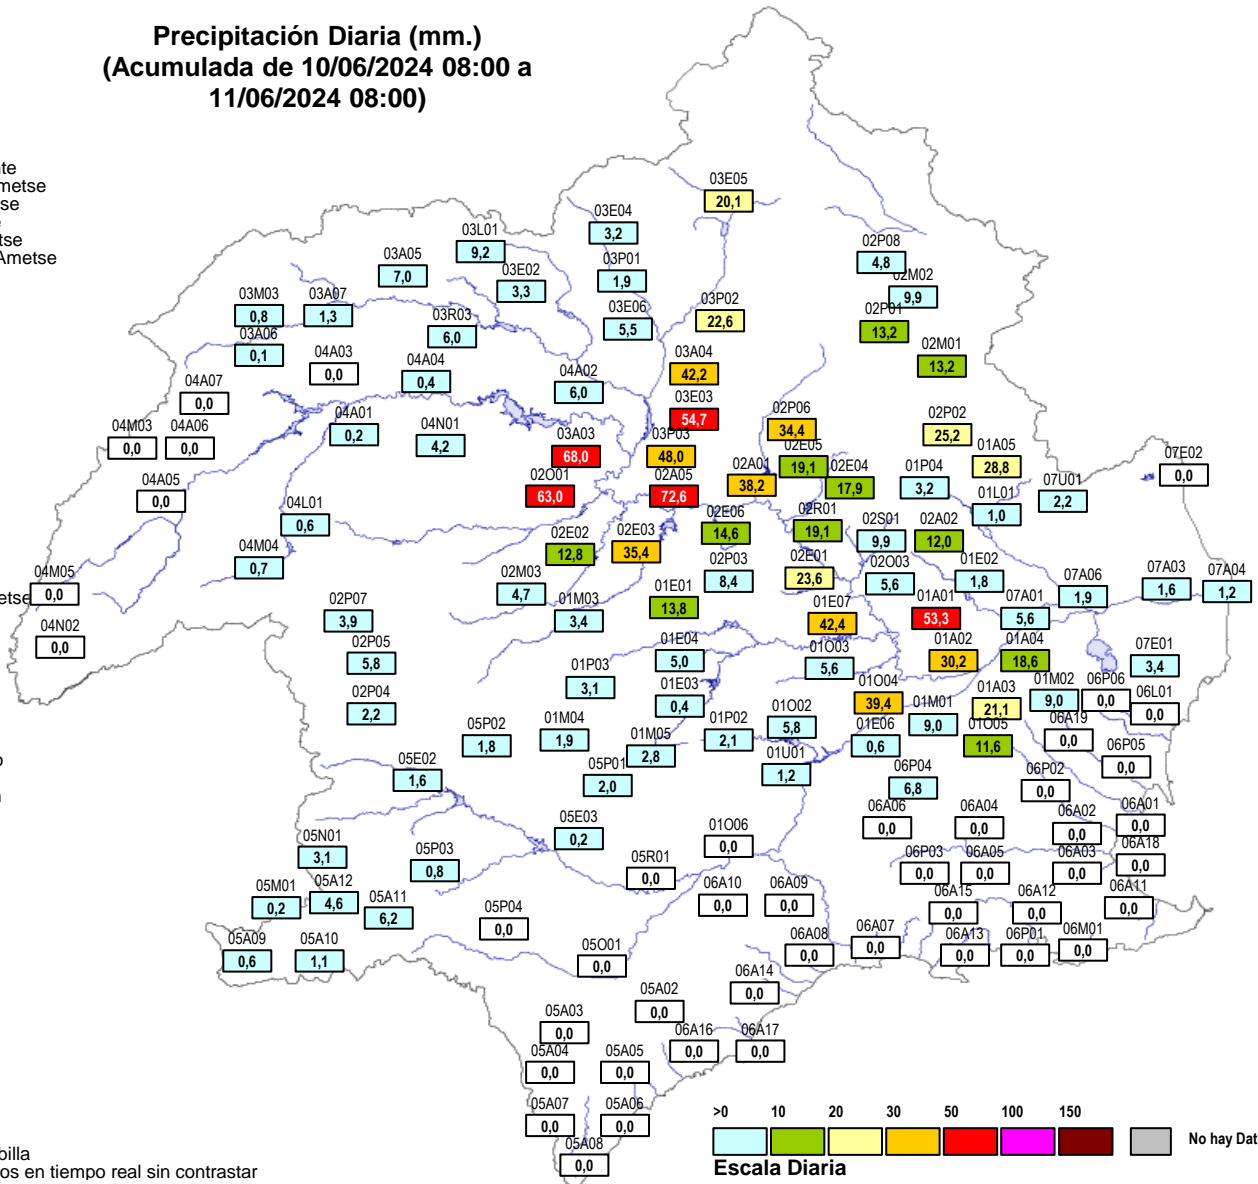 Precipitación Diaria (mm.)
(Acumulada de 10/06/2024 08:00 a
11/06/2024 08:00)
nte
metse
se
e
tse
Ametse
03E05
20,1
03E04
3,2
03L01
9,2
03A05
7,0
03E02
3,3
03P01
1,9
02P08
4,8
02M02
9,9
03M03
0,8
03A07
1,3
03R03
6,0
03E06
5,5
03P02
22,6
02P01
13,2
03A06
0,1
04A03
0,0
04A04
0,4
04A02
6,0
03A04
42,2
02M01
13,2
04A07
0,0
03E03
54,7
04M03
0,0
04A06
0,0
04A01
0,2
04N01
4,2
03A03
68,0
03P03
48,0
02P06
34,4
02P02
25,2
04A05
0,0
02O01
63,0
02A05
72,6
02A01
38,2
02E05
19,1
02E04
17,9
01P04
3,2
01A05
28,8
07U01
2,2
07E02
0,0
04L01
0,6
01L01
1,0
02E02
12,8
02E03
35,4
02E06
14,6
02R01
19,1
02S01
9,9
02A02
12,0
04M04
0,7
04M05
0,0
etse
02M03
4,7
01M03
3,4
01E01
13,8
02P03
8,4
02E01
23,6
02O03
5,6
01E02
1,8
07A06
1,9
07A03
1,6
07A04
1,2
04N02
0,0
02P07
3,9
01E07
42,4
01A01
53,3
07A01
5,6
02P05
5,8
01P03
3,1
01E04
5,0
01O03
5,6
01A02
30,2
01A04
18,6
07E01
3,4
02P04
2,2
01E03
0,4
01O04
39,4
01M01
9,0
01A03
21,1
01M02
9,0
06P06
0,0
06L01
0,0
05P02
1,8
01M04
1,9
01M05
2,8
01P02
2,1
01O02
5,8
01E06
0,6
01O05
11,6
06A19
0,0
06P05
0,0
05E02
1,6
05P01
2,0
01U01
1,2
06P04
6,8
06P02
0,0
05E03
0,2
01O06
0,0
06A06
0,0
06A04
0,0
06A02
0,0
06A01
0,0
05N01
3,1
05P03
0,8
05R01
0,0
06P03
0,0
06A05
0,0
06A03
0,0
06A18
0,0
05M01
0,2
05A12
4,6
05A11
6,2
05P04
0,0
06A10
0,0
06A09
0,0
06A15
0,0
06A12
0,0
06A11
0,0
05A09
0,6
05A10
1,1
05O01
0,0
06A08
0,0
06A07
0,0
06A13
0,0
06P01
0,0
06M01
0,0
05A02
0,0
06A14
0,0
05A03
0,0
06A16
0,0
06A17
0,0
05A04
0,0
05A05
0,0
05A07
0,0
05A06
0,0
05A08
0,0
>0 10 20 30 50 100 150
No hay Dat
Escala Diaria
billa
os en tiempo real sin contrastar